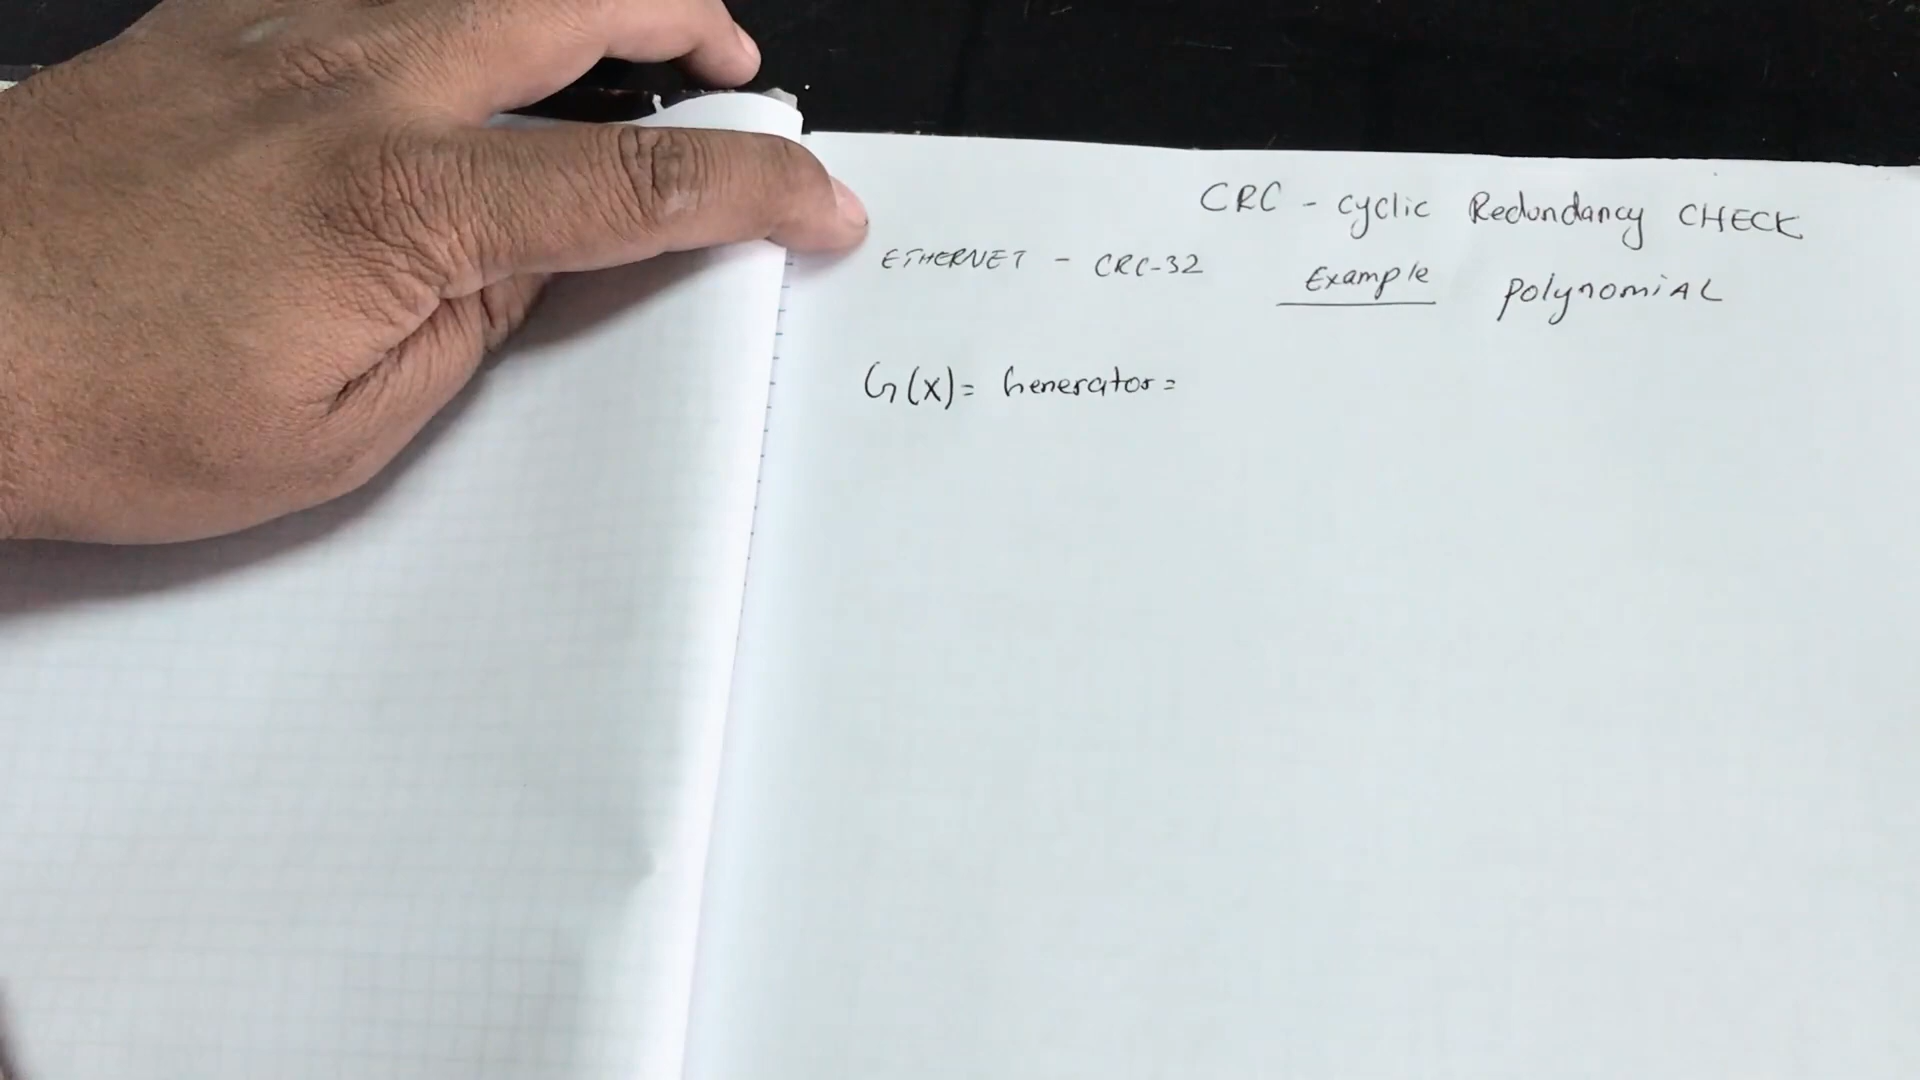 CRC - cyclic Redundancy CHECK
ETHERNET - CRC-32 Example polynomiAL
G(x)= Generator=